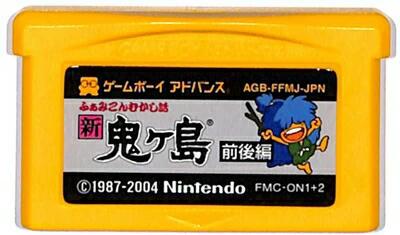 ゲームボーイ アドバンス AGB-FFMJ-JPN
ふぁみこんむかし話
新 鬼ヶ島® 前後編
©1987-2004 Nintendo FMC-ON1+2